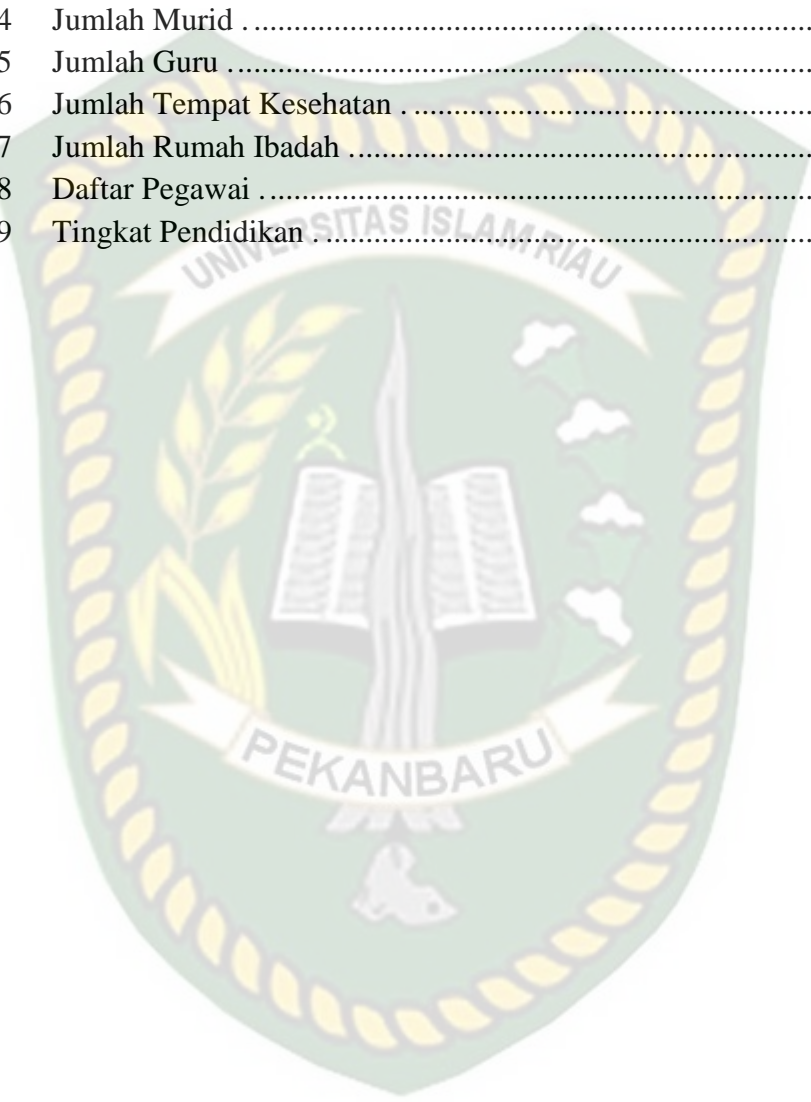 4 Jumlah Murid ........................................................................
5 Jumlah Guru .........................................................................
6 Jumlah Tempat Kesehatan ....................................................
7 Jumlah Rumah Ibadah ..........................................................
8 Daftar Pegawai .....................................................................
9 Tingkat Pendidikan ..............................................................
UNIVERSITAS ISLAM RIAU
PEKANBARU